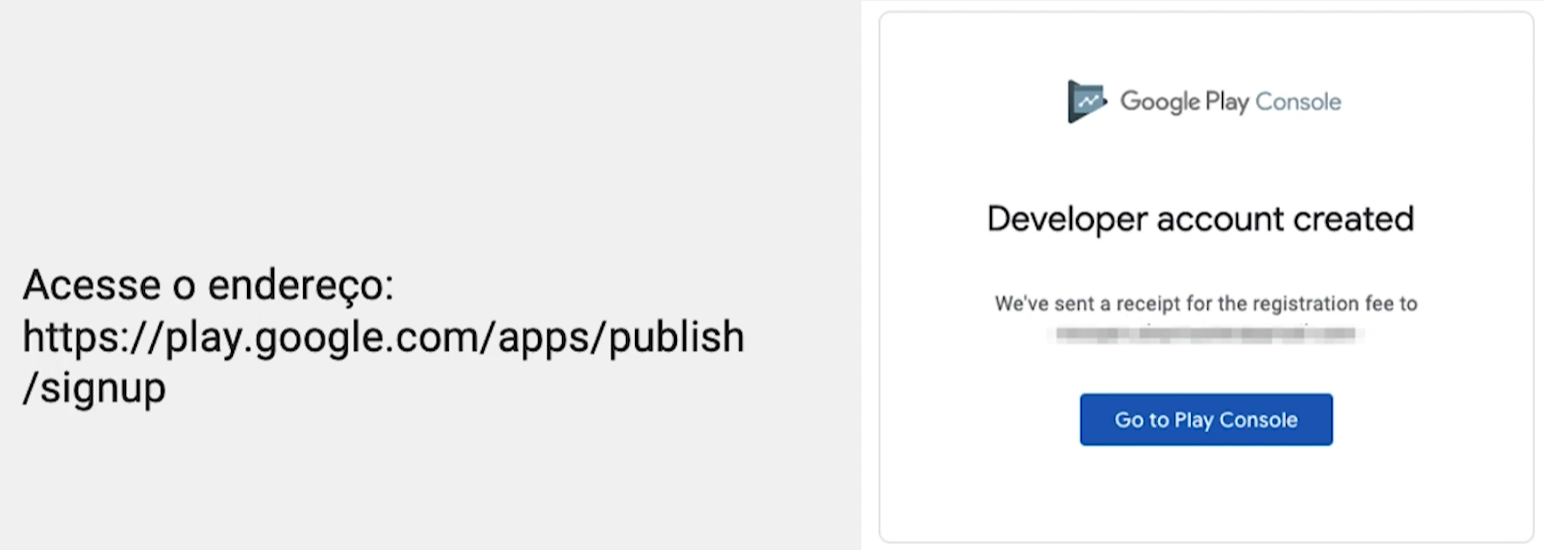 Acesse o endereço:
https://play.google.com/apps/publish
/signup
Google Play Console
Developer account created
We've sent a receipt for the registration fee to
Go to Play Console